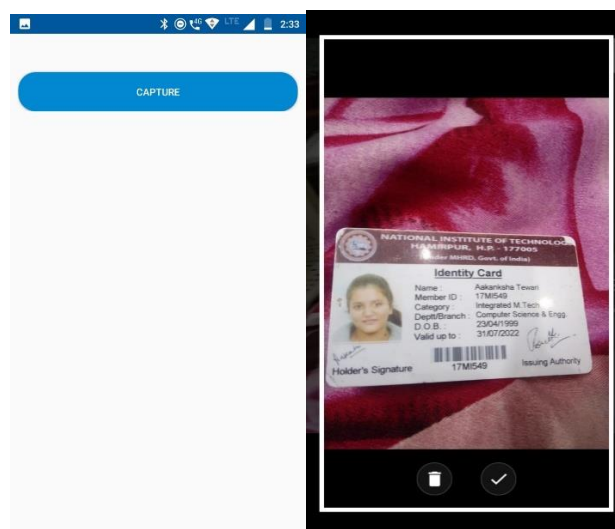 LTE 2:33
CAPTURE
NATIONAL INSTITUTE OF TECHNOLOG
HAMIRPUR, H.P. - 177005
(Under MHRD, Govt. of India)
Identity Card
Name : Aakanksha Tewari
Member ID : 17MI549
Category : Integrated M.Tech
Deptt/Branch : Computer Science & Engg.
D.O.B. : 23/04/1999
Valid up to : 31/07/2022
Holder's Signature 17MI549 Issuing Authority